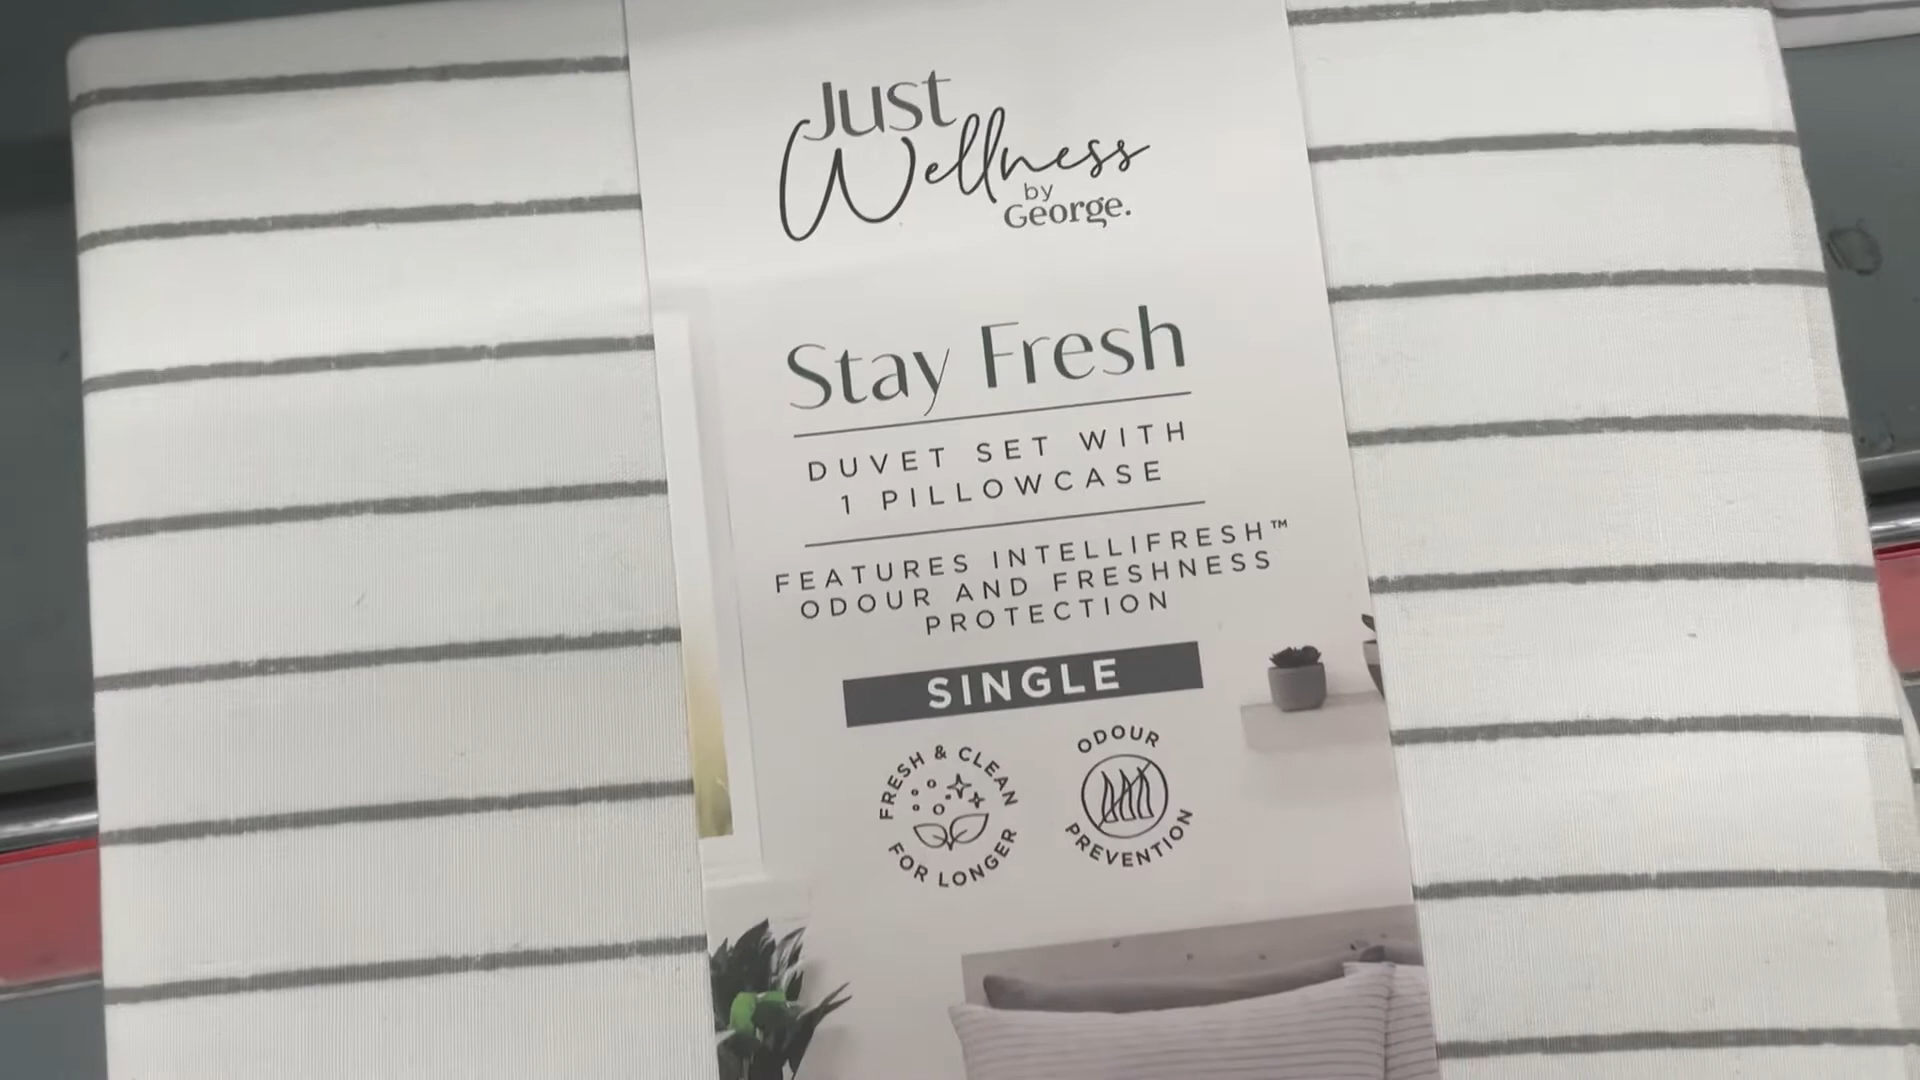 Just
Wellness
by
George.
Stay Fresh
DUVET SET WITH
1 PILLOWCASE
FEATURES INTELLIFRESH™
ODOUR AND FRESHNESS
PROTECTION
SINGLE
FRESH & CLEAN
FOR LONGER
ODOUR
PREVENTION